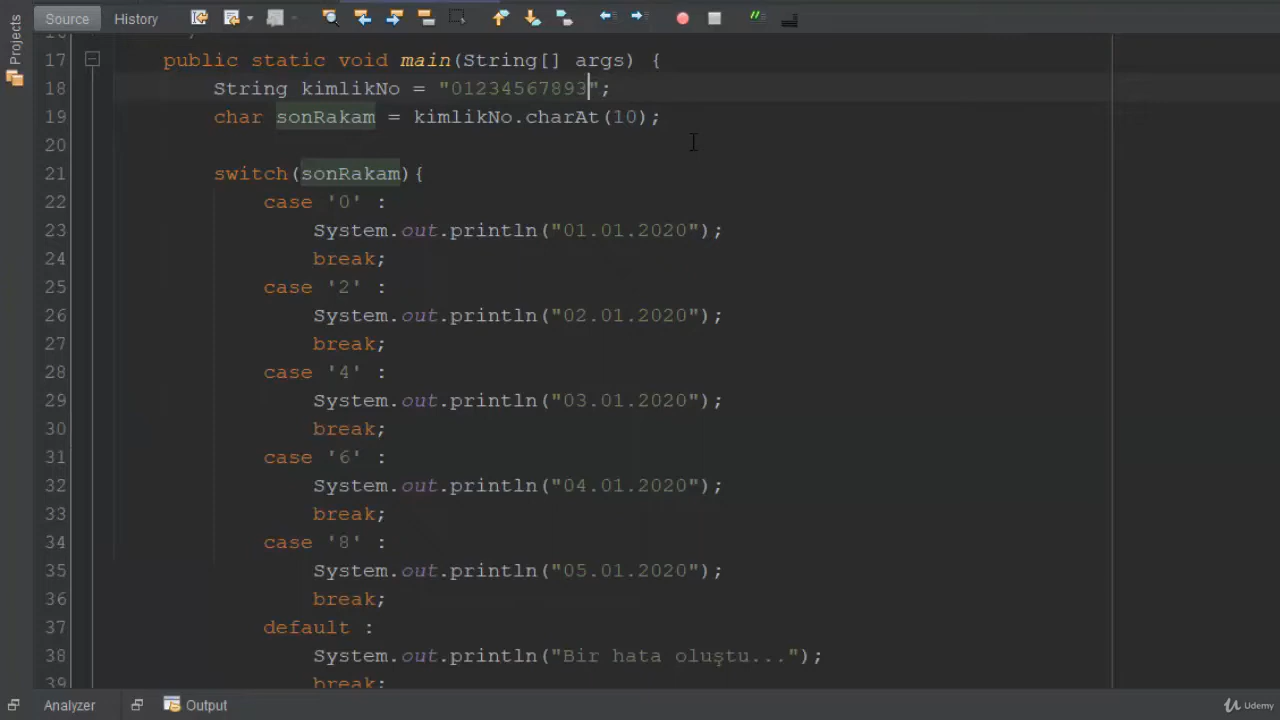 Source History
Projects
17 public static void main(String[] args) {
18 String kimlikNo = "01234567893";
19 char sonRakam = kimlikNo.charAt(10);
20
21 switch(sonRakam){
22 case '0' :
23 System.out.println("01.01.2020");
24 break;
25 case '2' :
26 System.out.println("02.01.2020");
27 break;
28 case '4' :
29 System.out.println("03.01.2020");
30 break;
31 case '6' :
32 System.out.println("04.01.2020");
33 break;
34 case '8' :
35 System.out.println("05.01.2020");
36 break;
37 default :
38 System.out.println("Bir hata oluştu...");
39 break;
Analyzer Output
Udemy